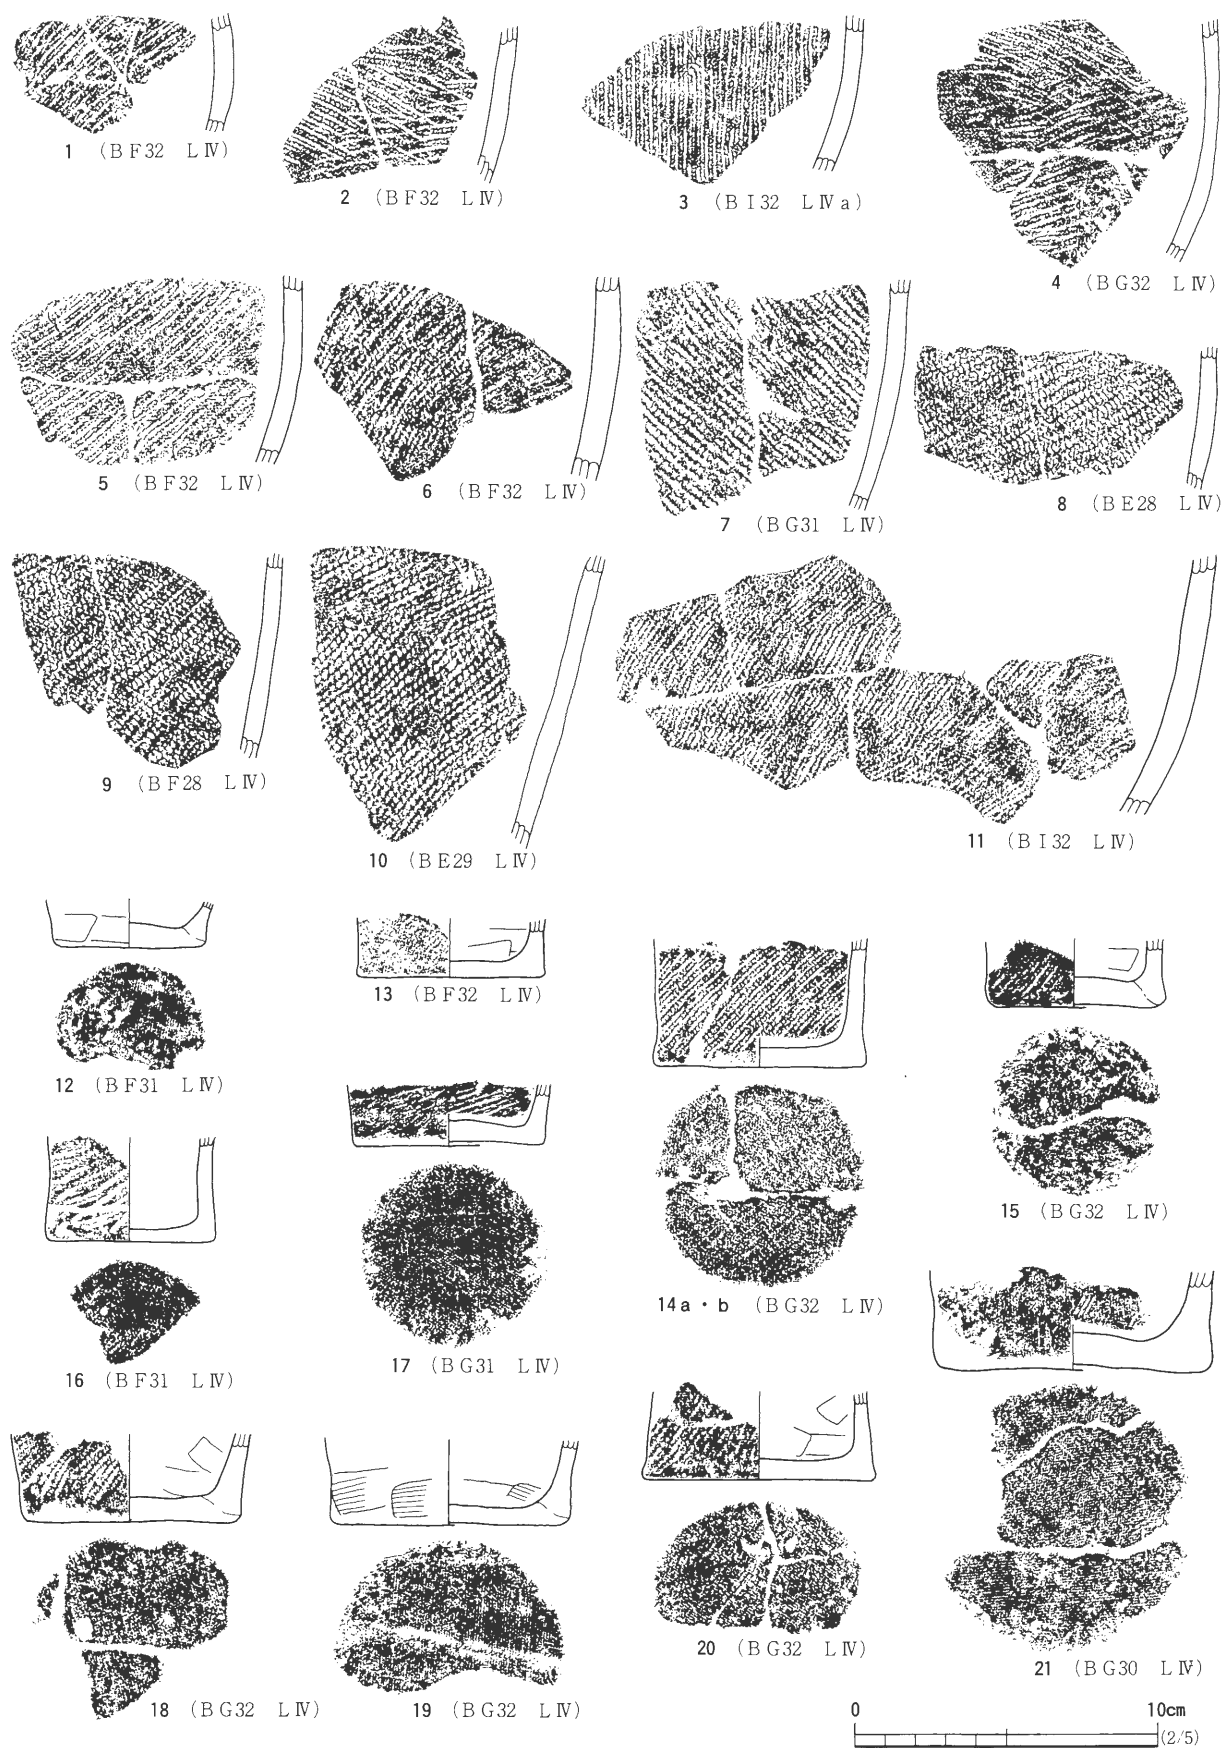 1 (BF32 LⅣ)
2 (BF32 LⅣ)
3 (BI32 LⅣa)
4 (BG32 LⅣ)
5 (BF32 LⅣ)
6 (BF32 LⅣ)
7 (BG31 LⅣ)
8 (BE28 LⅣ)
9 (BF28 LⅣ)
10 (BE29 LⅣ)
11 (BI32 LⅣ)
12 (BF31 LⅣ)
13 (BF32 LⅣ)
14a・b (BG32 LⅣ)
15 (BG32 LⅣ)
16 (BF31 LⅣ)
17 (BG31 LⅣ)
18 (BG32 LⅣ)
19 (BG32 LⅣ)
20 (BG32 LⅣ)
21 (BG30 LⅣ)
0 10cm
(2/5)